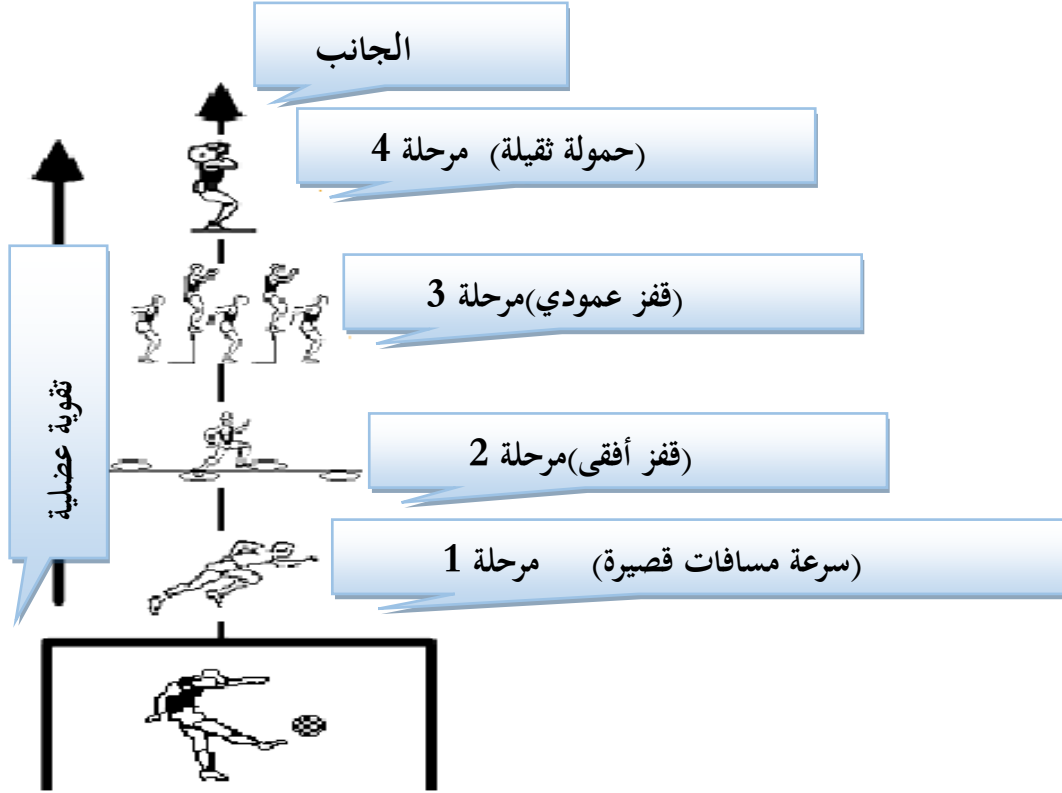 الجانب
مرحلة 4 (حمولة ثقيلة)
مرحلة 3(قفز عمودي)
مرحلة 2(قفز أفقى)
مرحلة 1 (سرعة مسافات قصيرة)
تقوية عضلية